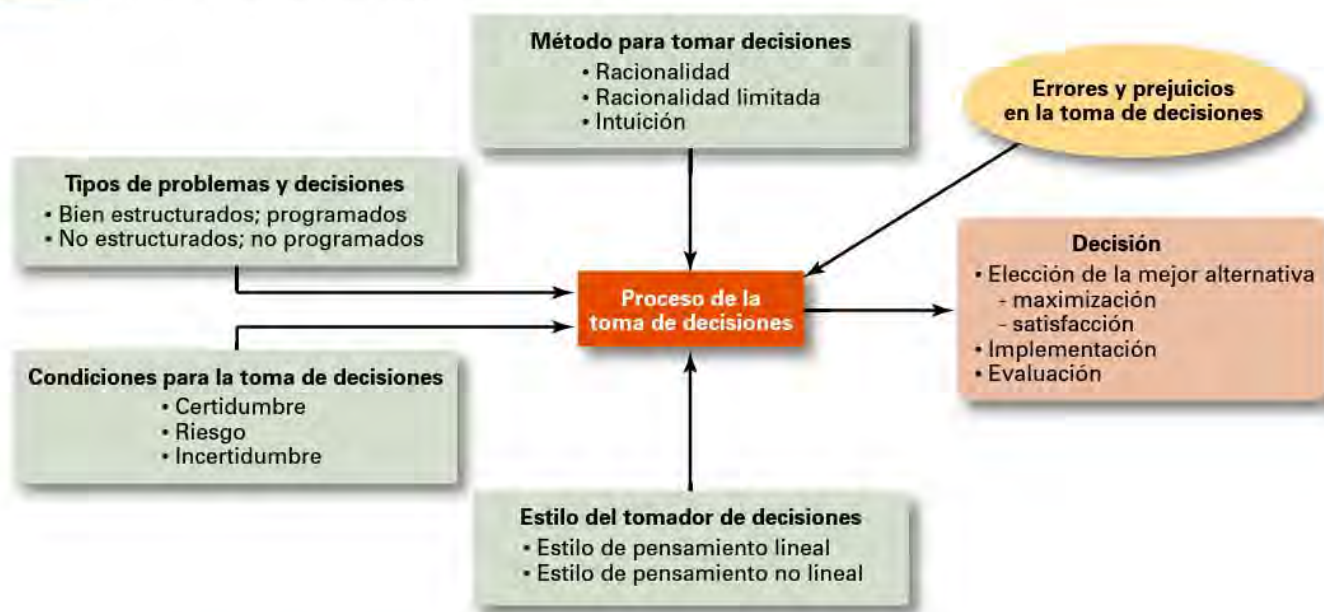 Método para tomar decisiones
• Racionalidad
• Racionalidad limitada
• Intuición
Errores y prejuicios
en la toma de decisiones
Tipos de problemas y decisiones
• Bien estructurados; programados
• No estructurados; no programados
Proceso de la
toma de decisiones
Decisión
• Elección de la mejor alternativa
- maximización
- satisfacción
• Implementación
• Evaluación
Condiciones para la toma de decisiones
• Certidumbre
• Riesgo
• Incertidumbre
Estilo del tomador de decisiones
• Estilo de pensamiento lineal
• Estilo de pensamiento no lineal